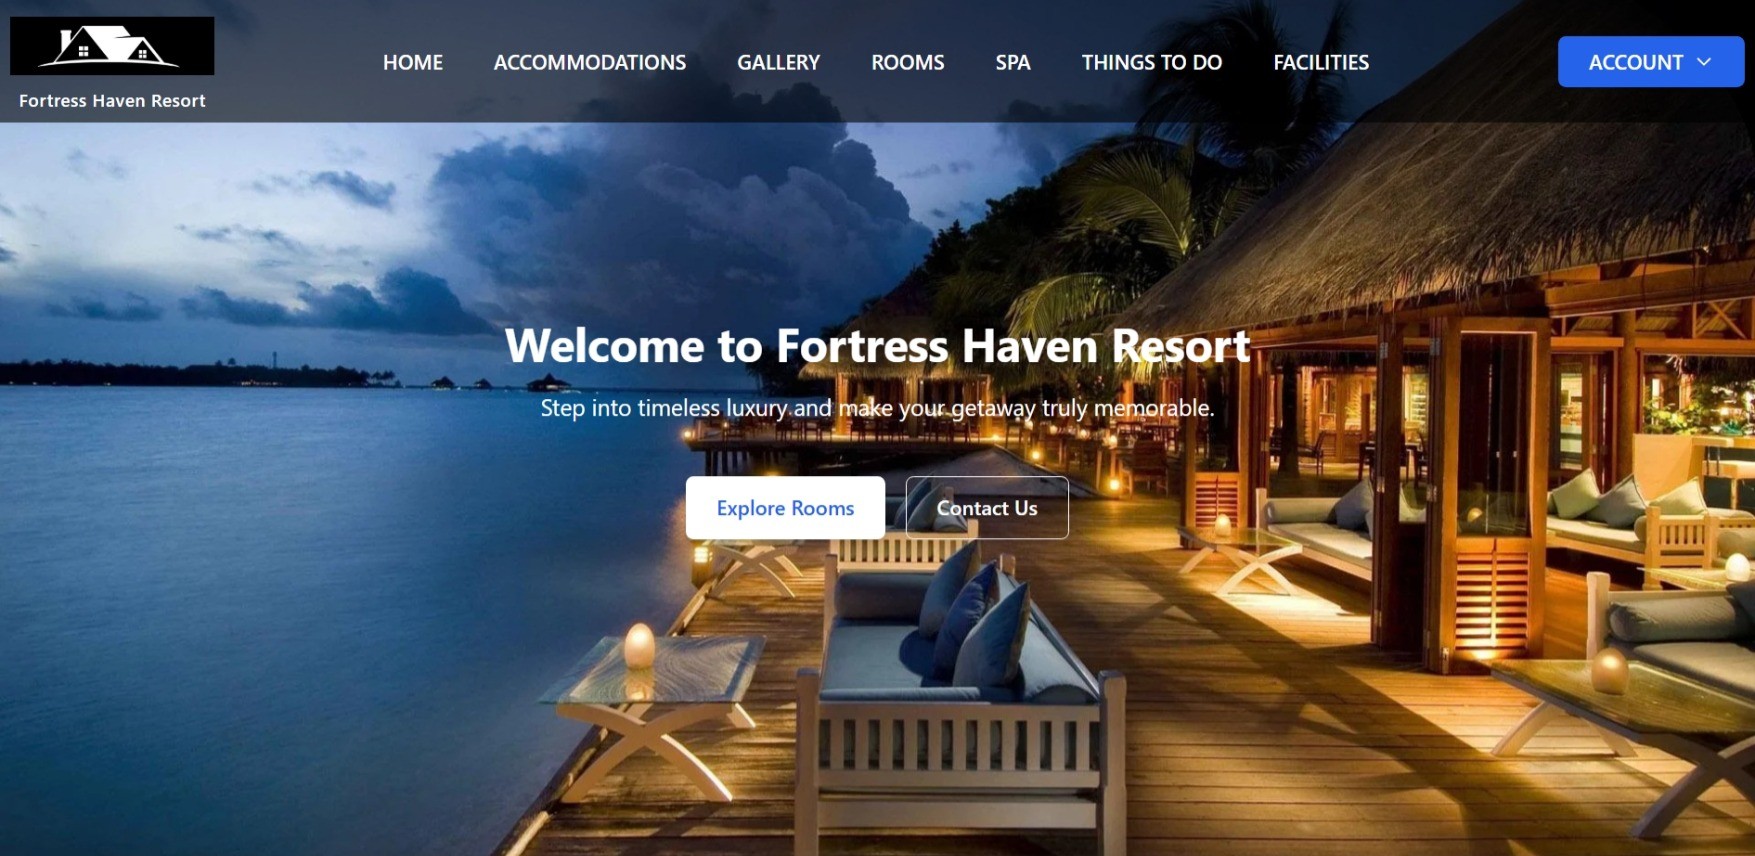 Fortress Haven Resort
HOME ACCOMMODATIONS GALLERY ROOMS SPA THINGS TO DO FACILITIES
ACCOUNT
Welcome to Fortress Haven Resort
Step into timeless luxury and make your getaway truly memorable.
Explore Rooms
Contact Us